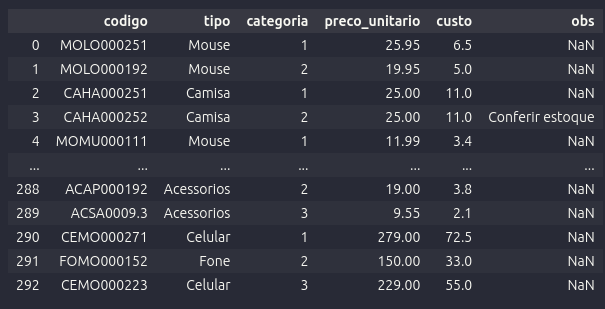 codigo tipo categoria preco_unitario custo obs
0 MOLO000251 Mouse 1 25.95 6.5 NaN
1 MOLO000192 Mouse 2 19.95 5.0 NaN
2 CAHA000251 Camisa 1 25.00 11.0 NaN
3 CAHA000252 Camisa 2 25.00 11.0 Conferir estoque
4 MOMU000111 Mouse 1 11.99 3.4 NaN
... ... ... ... ... ... ...
288 ACAP000192 Acessorios 2 19.00 3.8 NaN
289 ACSA0009.3 Acessorios 3 9.55 2.1 NaN
290 CEMO000271 Celular 1 279.00 72.5 NaN
291 FOMO000152 Fone 2 150.00 33.0 NaN
292 CEMO000223 Celular 3 229.00 55.0 NaN